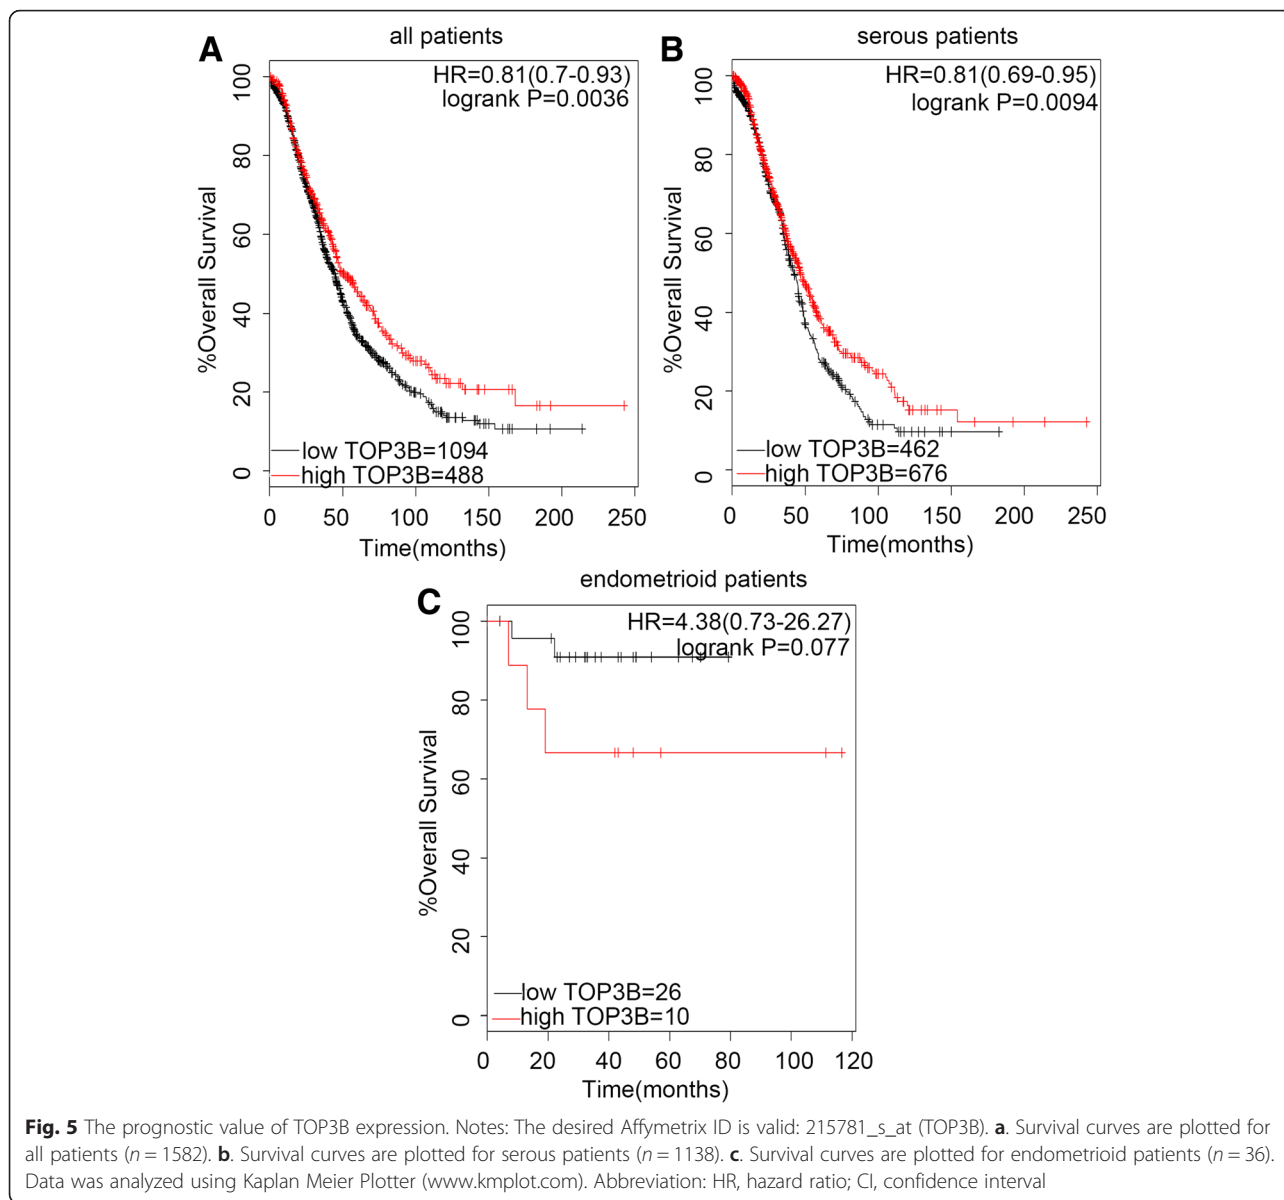 A
all patients
HR=0.81(0.7-0.93)
logrank P=0.0036
%Overall Survival
100
80
60
40
20
0
low TOP3B=1094
high TOP3B=488
0 50 100 150 200 250
Time(months)
B
serous patients
HR=0.81(0.69-0.95)
logrank P=0.0094
%Overall Survival
100
80
60
40
20
0
low TOP3B=462
high TOP3B=676
0 50 100 150 200 250
Time(months)
C
endometrioid patients
HR=4.38(0.73-26.27)
logrank P=0.077
%Overall Survival
100
80
60
40
20
0
low TOP3B=26
high TOP3B=10
0 20 40 60 80 100 120
Time(months)
Fig. 5 The prognostic value of TOP3B expression. Notes: The desired Affymetrix ID is valid: 215781_s_at (TOP3B). a. Survival curves are plotted for
all patients (n = 1582). b. Survival curves are plotted for serous patients (n = 1138). c. Survival curves are plotted for endometrioid patients (n = 36).
Data was analyzed using Kaplan Meier Plotter (www.kmplot.com). Abbreviation: HR, hazard ratio; CI, confidence interval